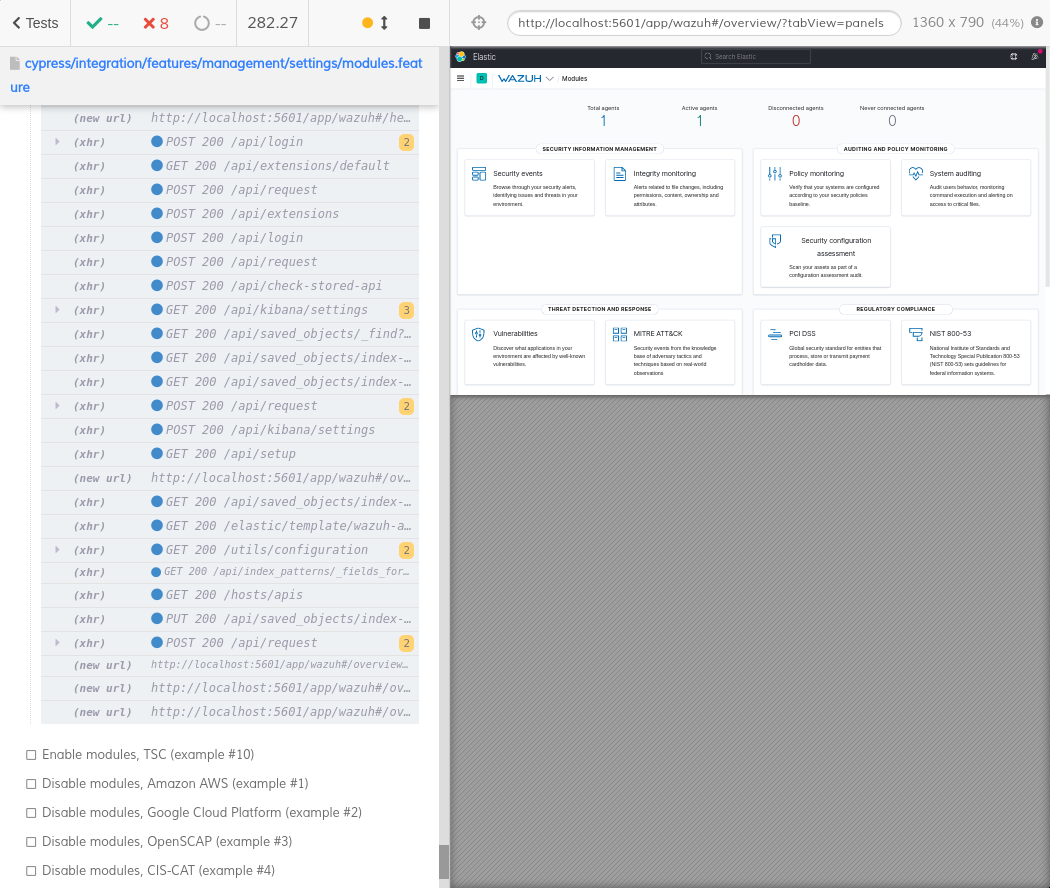 Tests
--
8
--
282.27
http://localhost:5601/app/wazuh#/overview/?tabView=panels
1360 x 790 (44%)
cypress/integration/features/management/settings/modules.feat
ure
(new url) http://localhost:5601/app/wazuh#/he…
(xhr) POST 200 /api/login 2
(xhr) GET 200 /api/extensions/default
(xhr) POST 200 /api/request
(xhr) POST 200 /api/extensions
(xhr) POST 200 /api/login
(xhr) POST 200 /api/request
(xhr) POST 200 /api/check-stored-api
(xhr) GET 200 /api/kibana/settings 3
(xhr) GET 200 /api/saved_objects/_find?…
(xhr) GET 200 /api/saved_objects/index-…
(xhr) GET 200 /api/saved_objects/index-…
(xhr) POST 200 /api/request 2
(xhr) POST 200 /api/kibana/settings
(xhr) GET 200 /api/setup
(new url) http://localhost:5601/app/wazuh#/ov…
(xhr) GET 200 /api/saved_objects/index-…
(xhr) GET 200 /elastic/template/wazuh-a…
(xhr) GET 200 /utils/configuration 2
(xhr) GET 200 /api/index_patterns/_fields_for…
(xhr) GET 200 /hosts/apis
(xhr) PUT 200 /api/saved_objects/index-…
(xhr) POST 200 /api/request 2
(new url) http://localhost:5601/app/wazuh#/overview…
(new url) http://localhost:5601/app/wazuh#/ov…
(new url) http://localhost:5601/app/wazuh#/ov…
Enable modules, TSC (example #10)
Disable modules, Amazon AWS (example #1)
Disable modules, Google Cloud Platform (example #2)
Disable modules, OpenSCAP (example #3)
Disable modules, CIS-CAT (example #4)
Elastic
Search Elastic
D
WAZUH
Modules
Total agents
1
Active agents
1
Disconnected agents
0
Never connected agents
0
SECURITY INFORMATION MANAGEMENT
Security events
Browse through your security alerts,
identifying issues and threats in your
environment.
Integrity monitoring
Alerts related to file changes, including
permissions, content, ownership and
attributes.
AUDITING AND POLICY MONITORING
Policy monitoring
Verify that your systems are configured
according to your security policies
baseline.
System auditing
Audit users behavior, monitoring
command execution and alerting on
access to critical files.
Security configuration
assessment
Scan your assets as part of a
configuration assessment audit.
THREAT DETECTION AND RESPONSE
Vulnerabilities
Discover what applications in your
environment are affected by well-known
vulnerabilities.
MITRE ATT&CK
Security events from the knowledge
base of adversary tactics and
techniques based on real-world
observations
REGULATORY COMPLIANCE
PCI DSS
Global security standard for entities that
process, store or transmit payment
cardholder data.
NIST 800-53
National Institute of Standards and
Technology Special Publication 800-53
(NIST 800-53) sets guidelines for
federal information systems.